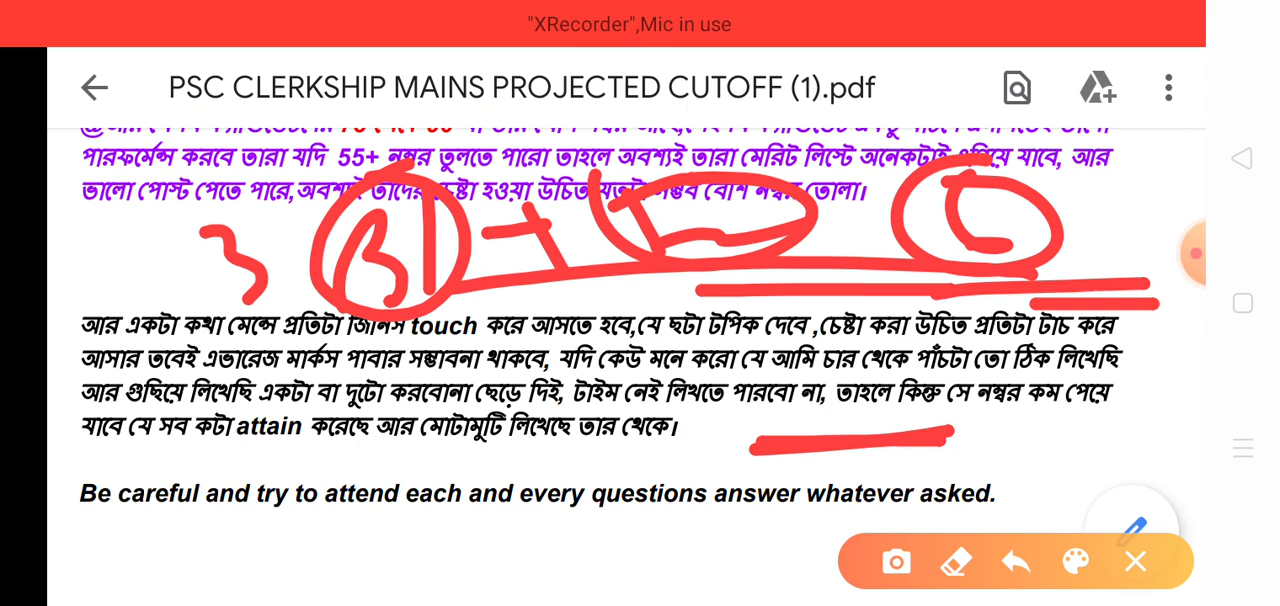 "XRecorder",Mic in use
PSC CLERKSHIP MAINS PROJECTED CUTOFF (1).pdf
পারফর্মেন্স করবে তারা যদি 55+ নম্বর তুলতে পারো তাহলে অবশ্যই তারা মেরিট লিস্টে অনেকটাই এগিয়ে যাবে, আর
ভালো পোস্ট পেতে পারে,অবশ্যই তাদের চেষ্টা হওয়া উচিত যতটা সম্ভব বেশি নম্বর তোলা।
আর একটা কথা মেন্সে প্রতিটা জিনিস touch করে আসতে হবে,যে ছটা টপিক দেবে ,চেষ্টা করা উচিত প্রতিটা টাচ করে
আসার তবেই এভারেজ মার্কস পাবার সম্ভাবনা থাকবে, যদি কেউ মনে করো যে আমি চার থেকে পাঁচটা তো ঠিক লিখেছি
আর গুছিয়ে লিখেছি একটা বা দুটো করবোনা ছেড়ে দিই, টাইম নেই লিখতে পারবো না, তাহলে কিন্তু সে নম্বর কম পেয়ে
যাবে যে সব কটা attain করেছে আর মোটামুটি লিখেছে তার থেকে।
Be careful and try to attend each and every questions answer whatever asked.